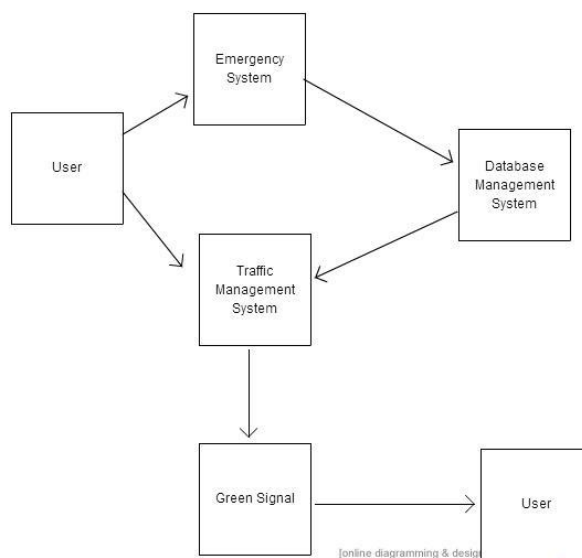 Emergency
System
User
Database
Management
System
Traffic
Management
System
Green Signal
User
[online diagramming & desig